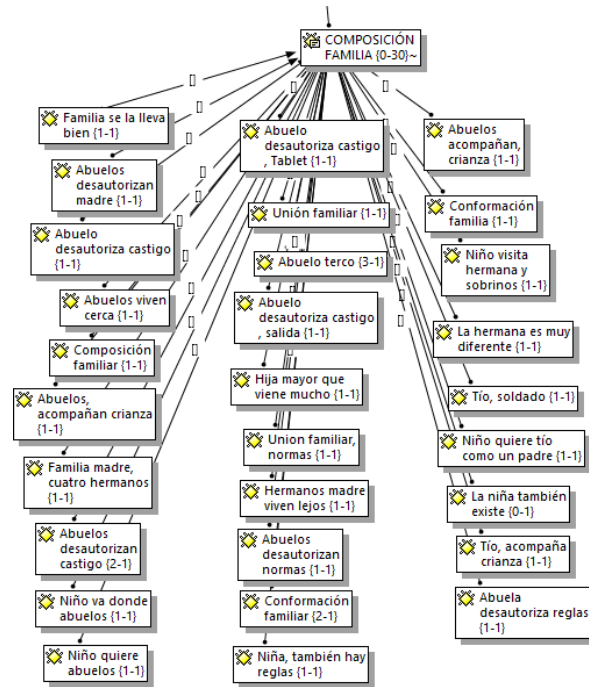 COMPOSICIÓN
FAMILIA {0-30}~
Familia se la lleva
bien {1-1}
Abuelos
desautorizan
madre {1-1}
Abuelo
desautoriza castigo
{1-1}
Abuelos viven
cerca {1-1}
Composición
familiar {1-1}
Abuelos,
acompañan crianza
{1-1}
Familia madre,
cuatro hermanos
{1-1}
Abuelos
desautorizan
castigo {2-1}
Niño va donde
abuelos {1-1}
Niño quiere
abuelos {1-1}
Abuelo
desautoriza castigo
, Tablet {1-1}
Unión familiar {1-1}
Abuelo terco {3-1}
Abuelo
desautoriza castigo
, salida {1-1}
Hija mayor que
viene mucho {1-1}
Union familiar,
normas {1-1}
Hermanos madre
viven lejos {1-1}
Abuelos
desautorizan
normas {1-1}
Conformación
familiar {2-1}
Niña, también hay
reglas {1-1}
Abuelos
acompañan,
crianza {1-1}
Conformación
familia {1-1}
Niño visita
hermana y
sobrinos {1-1}
La hermana es muy
diferente {1-1}
Tío, soldado {1-1}
Niño quiere tío
como un padre {1-1}
La niña también
existe {0-1}
Tío, acompaña
crianza {1-1}
Abuela
desautoriza reglas
{1-1}